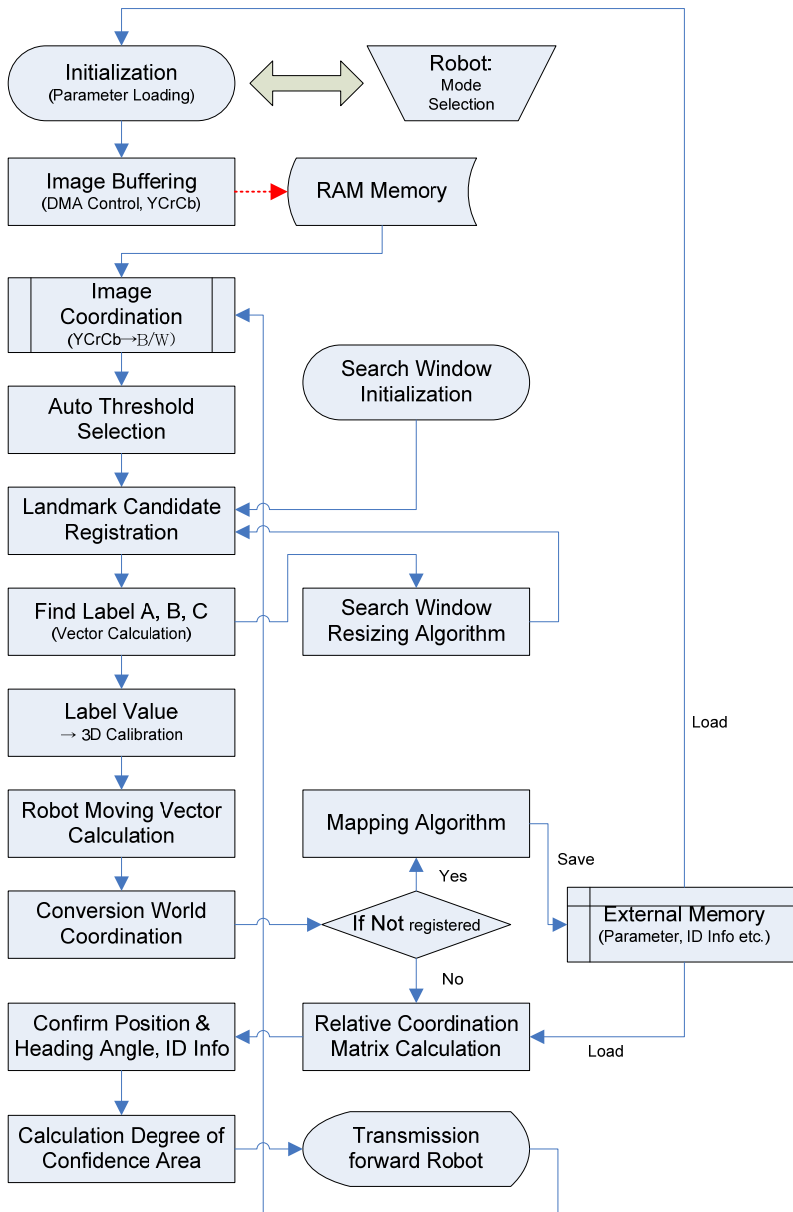 Initialization
(Parameter Loading)
Robot:
Mode
Selection
Image Buffering
(DMA Control, YCrCb)
RAM Memory
Image
Coordination
(YCrCb→B/W)
Search Window
Initialization
Auto Threshold
Selection
Landmark Candidate
Registration
Find Label A, B, C
(Vector Calculation)
Search Window
Resizing Algorithm
Label Value
→ 3D Calibration
Load
Robot Moving Vector
Calculation
Mapping Algorithm
Save
Yes
Conversion World
Coordination
If Not registered
External Memory
(Parameter, ID Info etc.)
No
Confirm Position &
Heading Angle, ID Info
Relative Coordination
Matrix Calculation
Load
Calculation Degree of
Confidence Area
Transmission
forward Robot